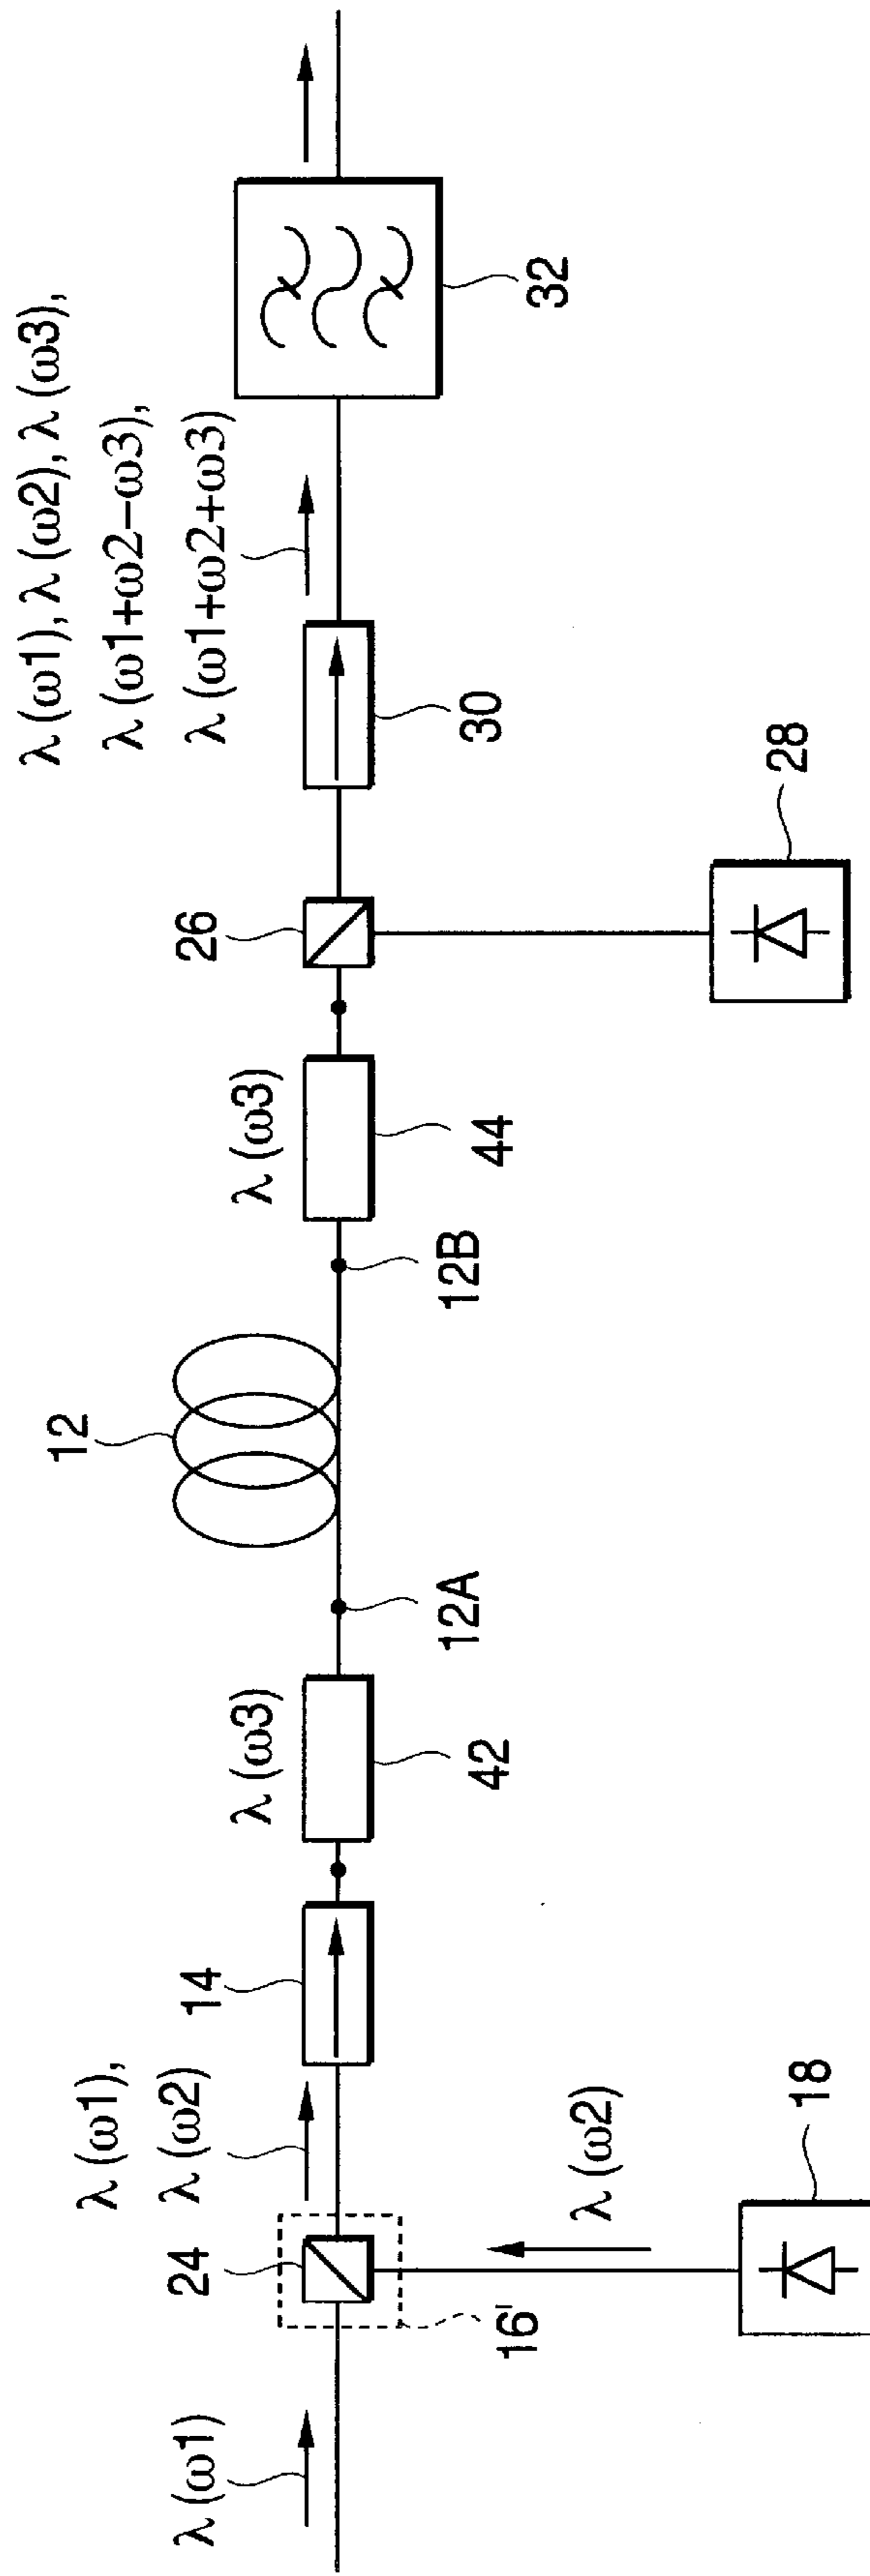 λ(ω1)
24
16'
λ(ω1),
λ(ω2)
λ(ω2)
18
14
λ(ω3)
42
12A
12
12B
λ(ω3)
44
26
28
30
λ(ω1), λ(ω2), λ(ω3),
λ(ω1+ω2−ω3),
λ(ω1+ω2+ω3)
32